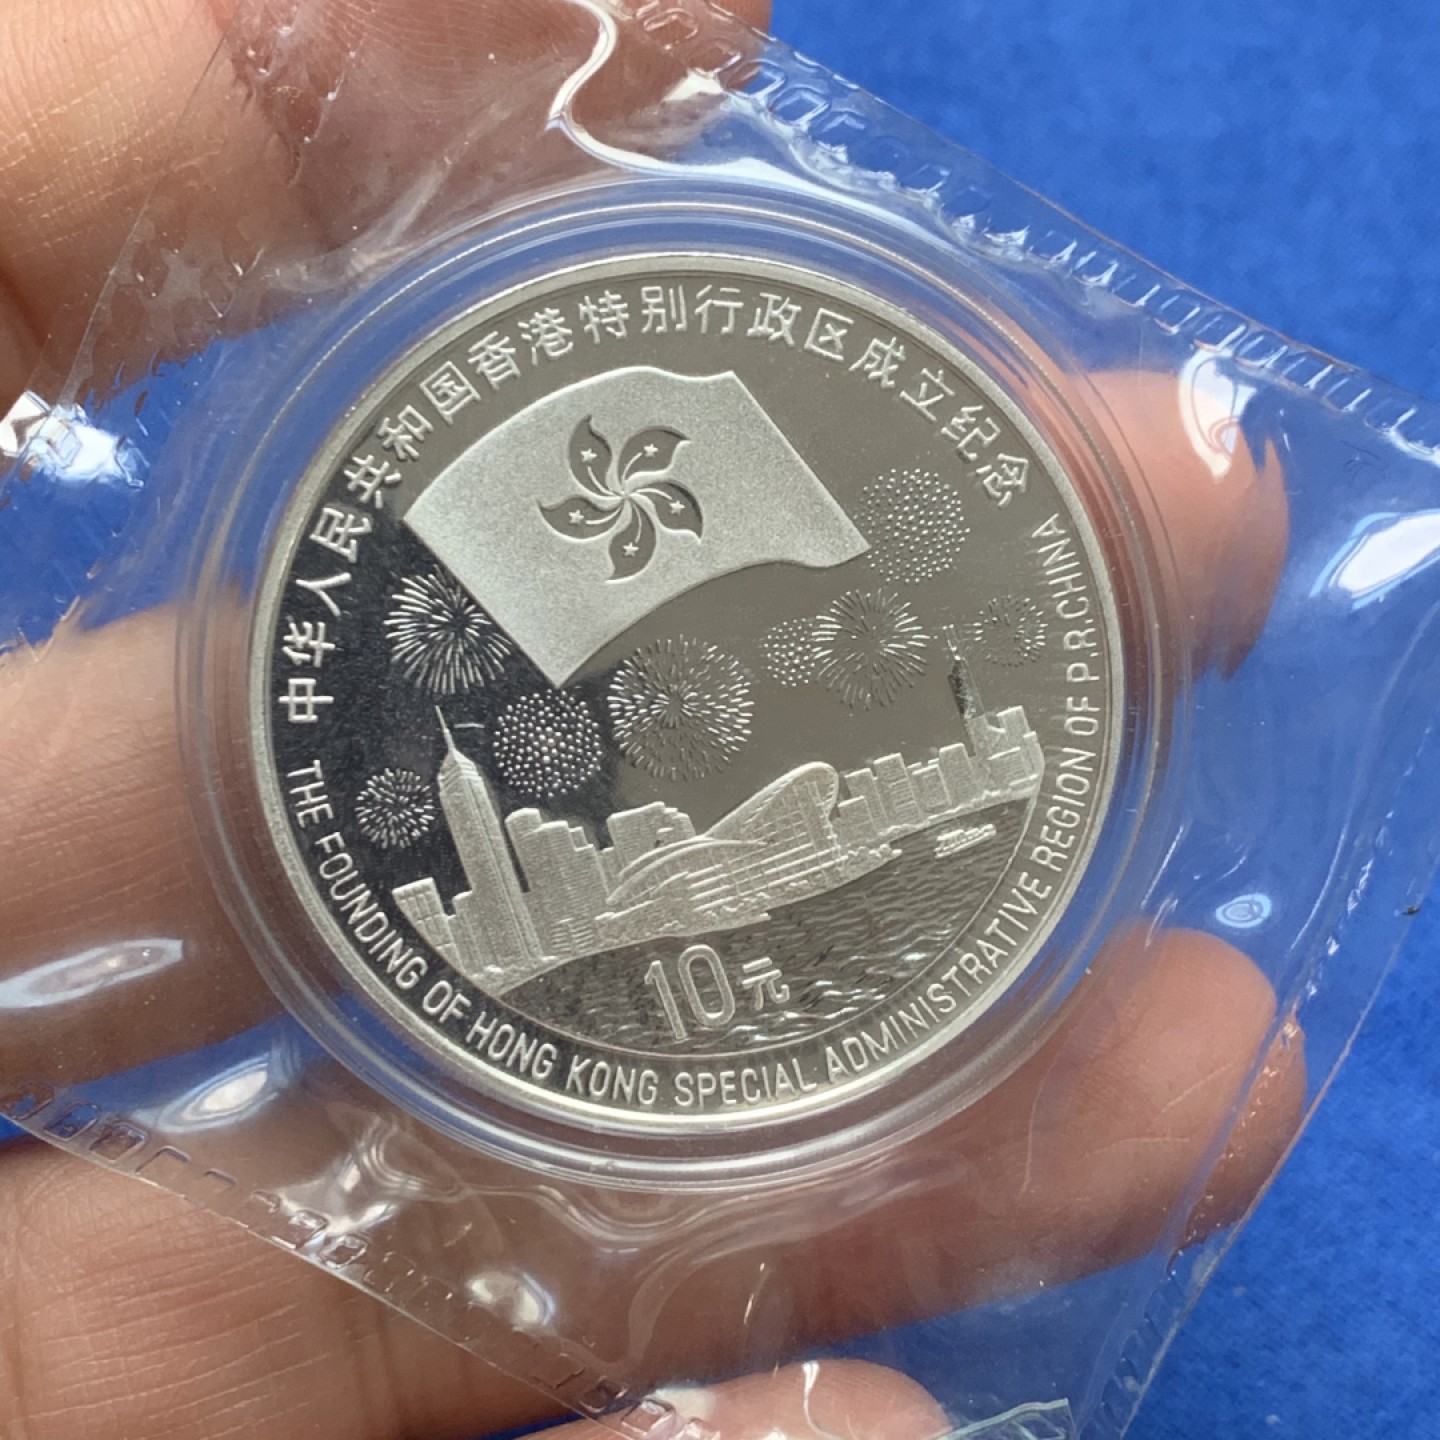 中华人民共和国香港特别行政区成立纪念
THE FOUNDING OF HONG KONG SPECIAL ADMINISTRATIVE REGION OF P.R.CHINA
10元